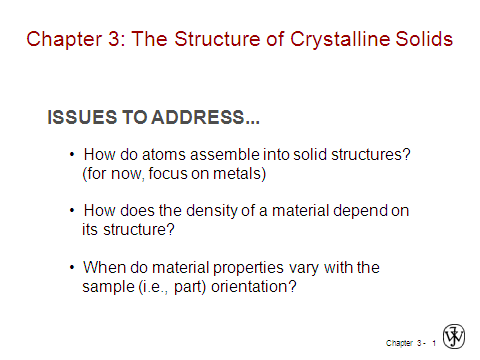 Chapter 3: The Structure of Crystalline Solids
ISSUES TO ADDRESS...
• How do atoms assemble into solid structures?
(for now, focus on metals)
• How does the density of a material depend on
its structure?
• When do material properties vary with the
sample (i.e., part) orientation?
Chapter 3 - 1